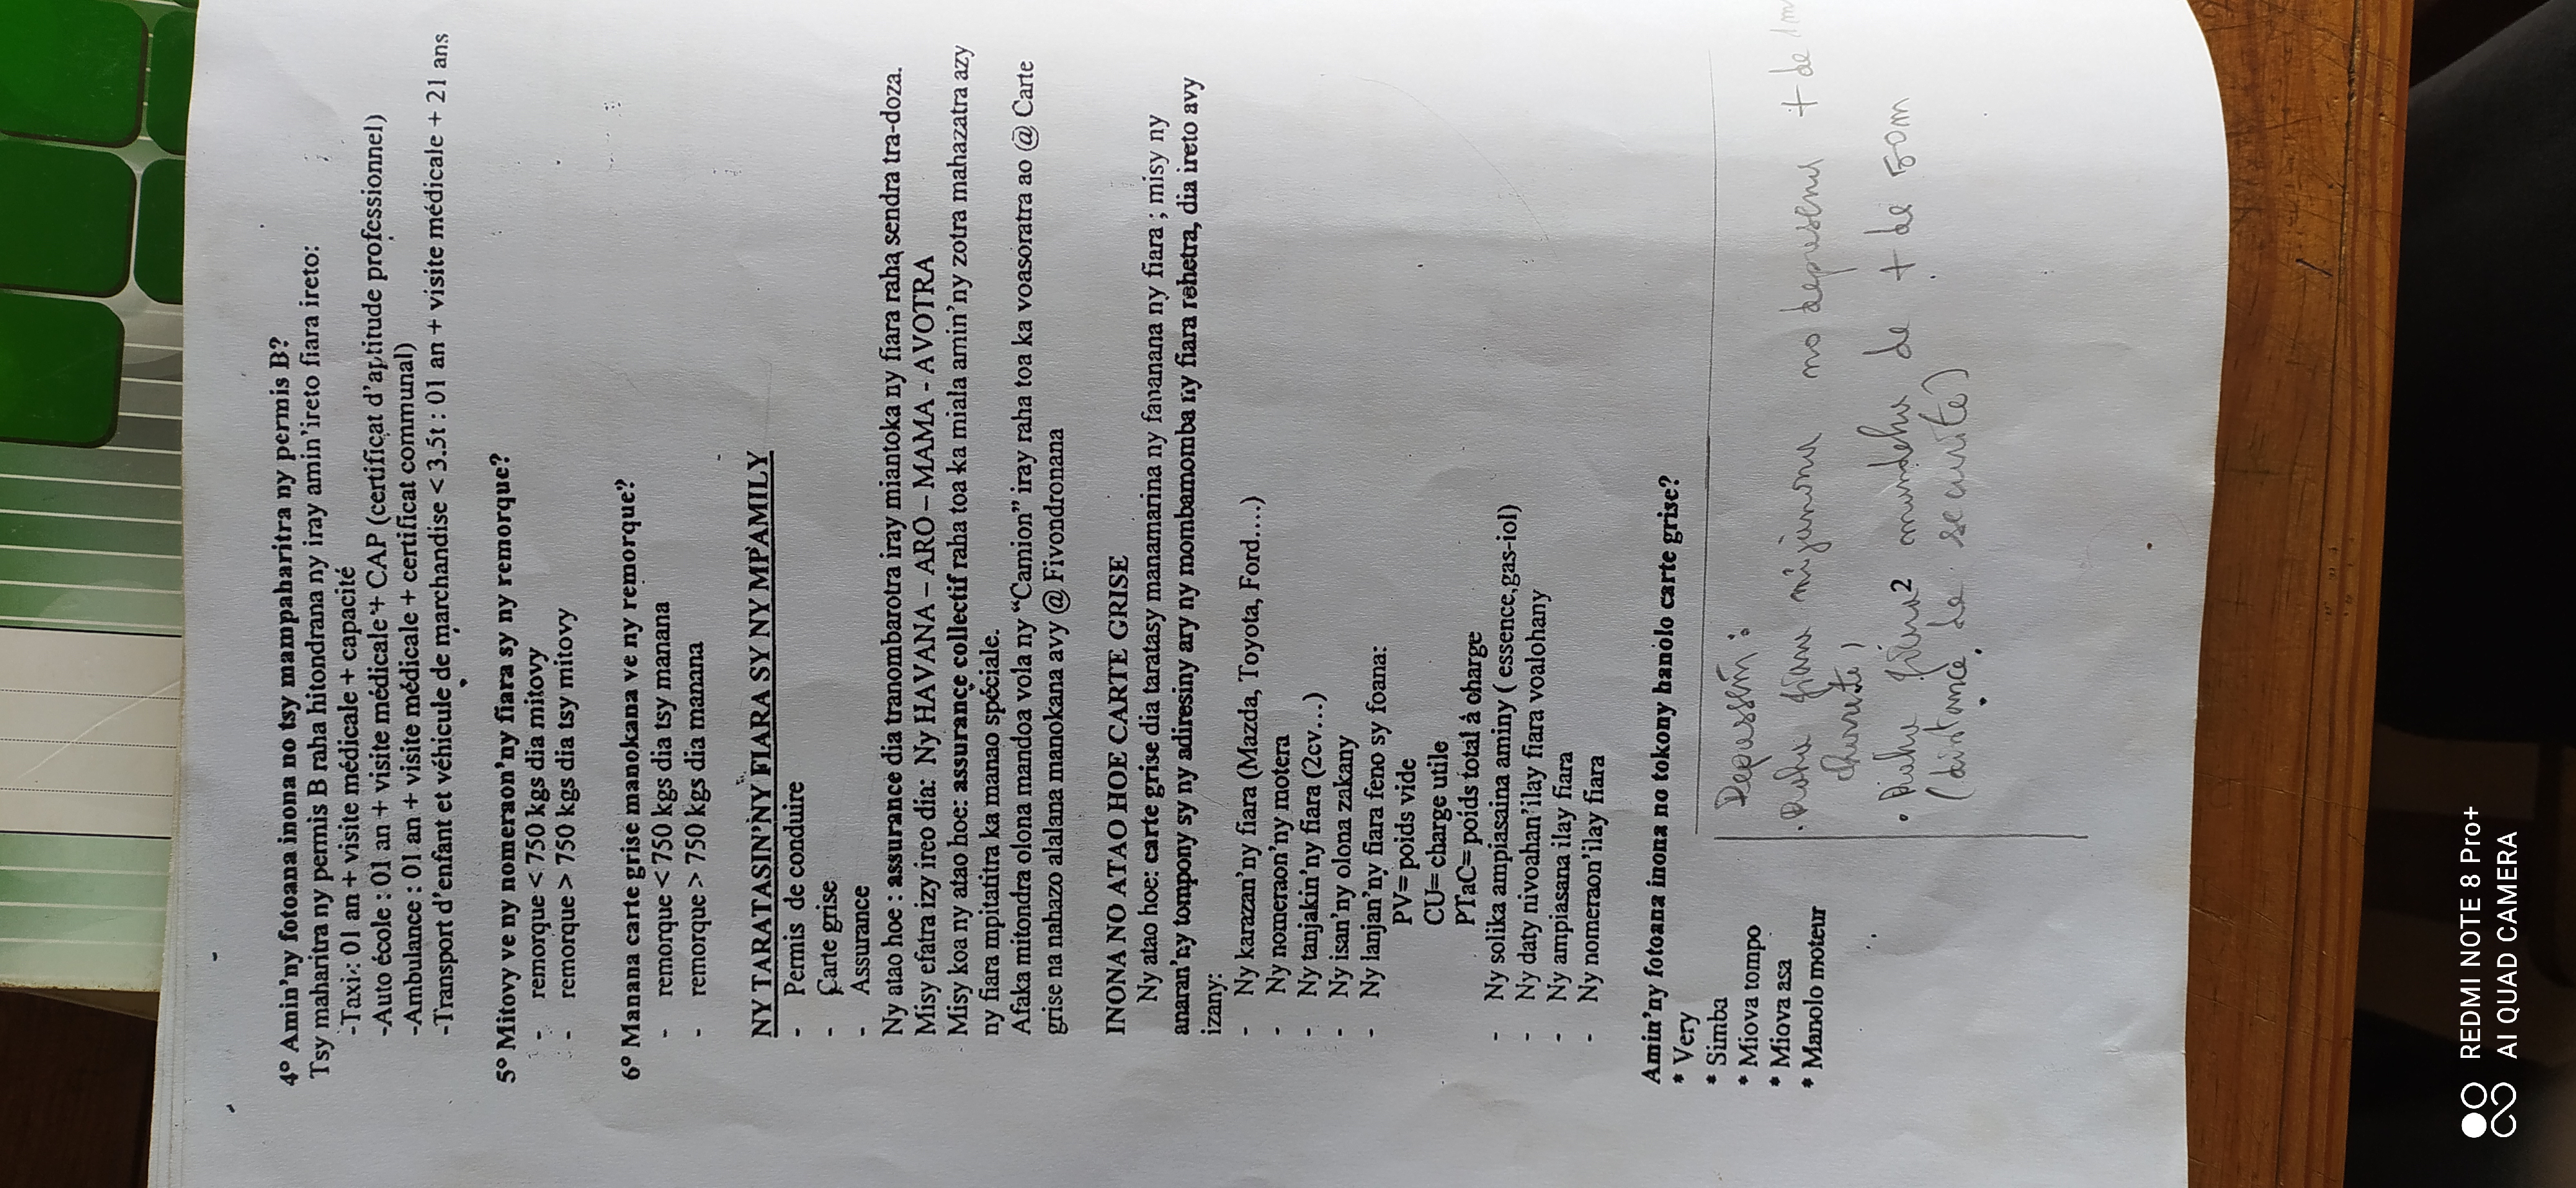 4° Amin'ny fotoana inona no tsy mampaharitra ny permis B?
Tsy maharitra ny permis B raha hitondrana ny iray amin'ireto fiara ireto:
-Taxi : 01 an + visite médicale + capacité
-Auto école : 01 an + visite médicale + CAP (certificat d'aptitude professionnel)
-Ambulance : 01 an + visite médicale + certificat communal)
-Transport d'enfant et véhicule de marchandise < 3.5t : 01 an + visite médicale + 21 ans
5° Mitovy ve ny nomeraon'ny fiara sy ny remorque?
- remorque < 750 kgs dia mitovy
- remorque > 750 kgs dia tsy mitovy
6° Manana carte grise manokana ve ny remorque?
- remorque < 750 kgs dia tsy manana
- remorque > 750 kgs dia manana
NY TARATASIN'NY FIARA SY NY MPAMILY
- Permis de conduire
- Carte grise
- Assurance
Ny atao hoe : assurance dia tranombarotra iray miantoka ny fiara raha sendra tra-doza.
Misy efatra izy ireo dia: Ny HAVANA – ARO – MAMA - AVOTRA
Misy koa ny atao hoe: assurance collectif raha toa ka miala amin'ny zotra mahazatra azy
ny fiara mpitatitra ka manao spéciale.
Afaka mitondra olona mandoa vola ny “Camion” iray raha toa ka voasoratra ao @ Carte
grise na nahazo alalana manokana avy @ Fivondronana
INONA NO ATAO HOE CARTE GRISE
Ny atao hoe: carte grise dia taratasy manamarina ny fananana ny fiara ; misy ny
anaran'ny tompony sy ny adiresiny ary ny mombamomba ny fiara rehetra, dia ireto avy
izany:
- Ny karazan'ny fiara (Mazda, Toyota, Ford....)
- Ny nomeraon'ny motera
- Ny tanjakin'ny fiara (2cv...)
- Ny isan'ny olona zakany
- Ny lanjan'ny fiara feno sy foana:
PV= poids vide
CU= charge utile
PTaC= poids total à charge
- Ny solika ampiasaina aminy ( essence,gas-iol)
- Ny daty nivoahan'ilay fiara voalohany
- Ny ampiasana ilay fiara
- Ny nomeraon'ilay fiara
Amin'ny fotoana inona no tokony hanolo carte grise?
* Very
* Simba
* Miova tompo
* Miova asa
* Manolo moteur
Depassem̄ :
. Raha fiara mijanona no depasena + de 1m
charrette)
. Raha fiara2 mandeha de + de 50m
(distance de securite)
REDMI NOTE 8 Pro+
AI QUAD CAMERA